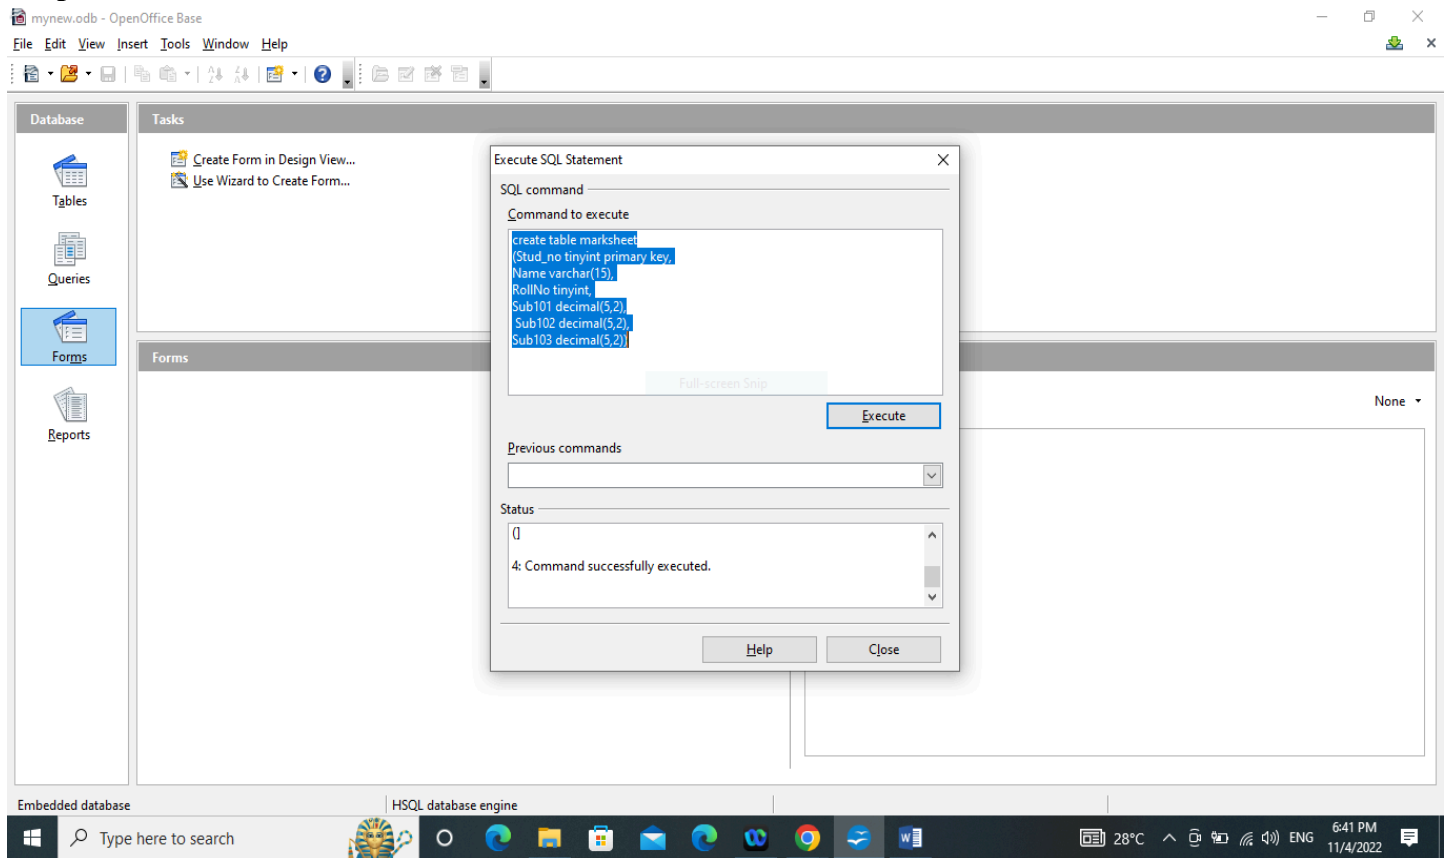 mynew.odb - OpenOffice Base
File Edit View Insert Tools Window Help
Database
Tasks
Create Form in Design View...
Use Wizard to Create Form...
Tables
Queries
Forms
Reports
Forms
None
Execute SQL Statement
SQL command
Command to execute
create table marksheet
(Stud_no tinyint primary key,
Name varchar(15),
RollNo tinyint,
Sub101 decimal(5,2),
Sub102 decimal(5,2),
Sub103 decimal(5,2))
Full-screen Snip
Execute
Previous commands
Status
(]
4: Command successfully executed.
Help
Close
Embedded database
HSQL database engine
Type here to search
28°C
ENG
6:41 PM
11/4/2022